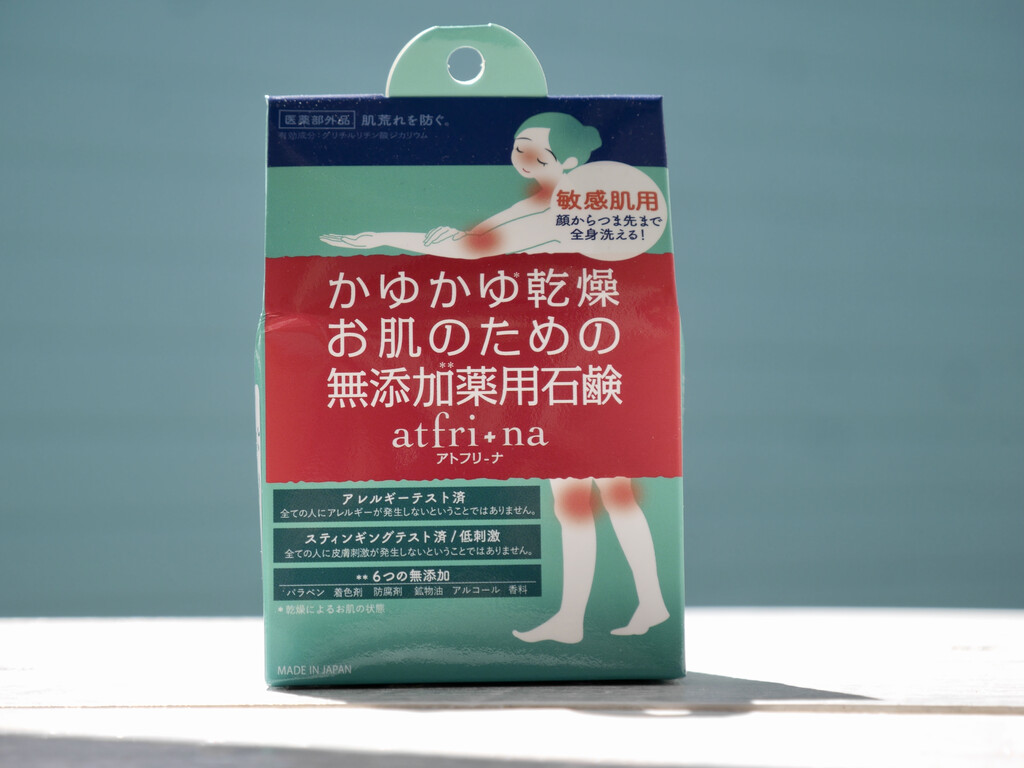 医薬部外品 肌荒れを防ぐ。
有効成分:グリチルリチン酸ジカリウム
敏感肌用
顔からつま先まで
全身洗える!
かゆかゆ*乾燥
お肌のための
無添加**薬用石鹸
atfri+na
アトフリ-ナ
アレルギーテスト済
全ての人にアレルギーが発生しないということではありません。
スティンギングテスト済/低刺激
全ての人に皮膚刺激が発生しないということではありません。
**6つの無添加
パラベン 着色剤 防腐剤 鉱物油 アルコール 香料
*乾燥によるお肌の状態
MADE IN JAPAN